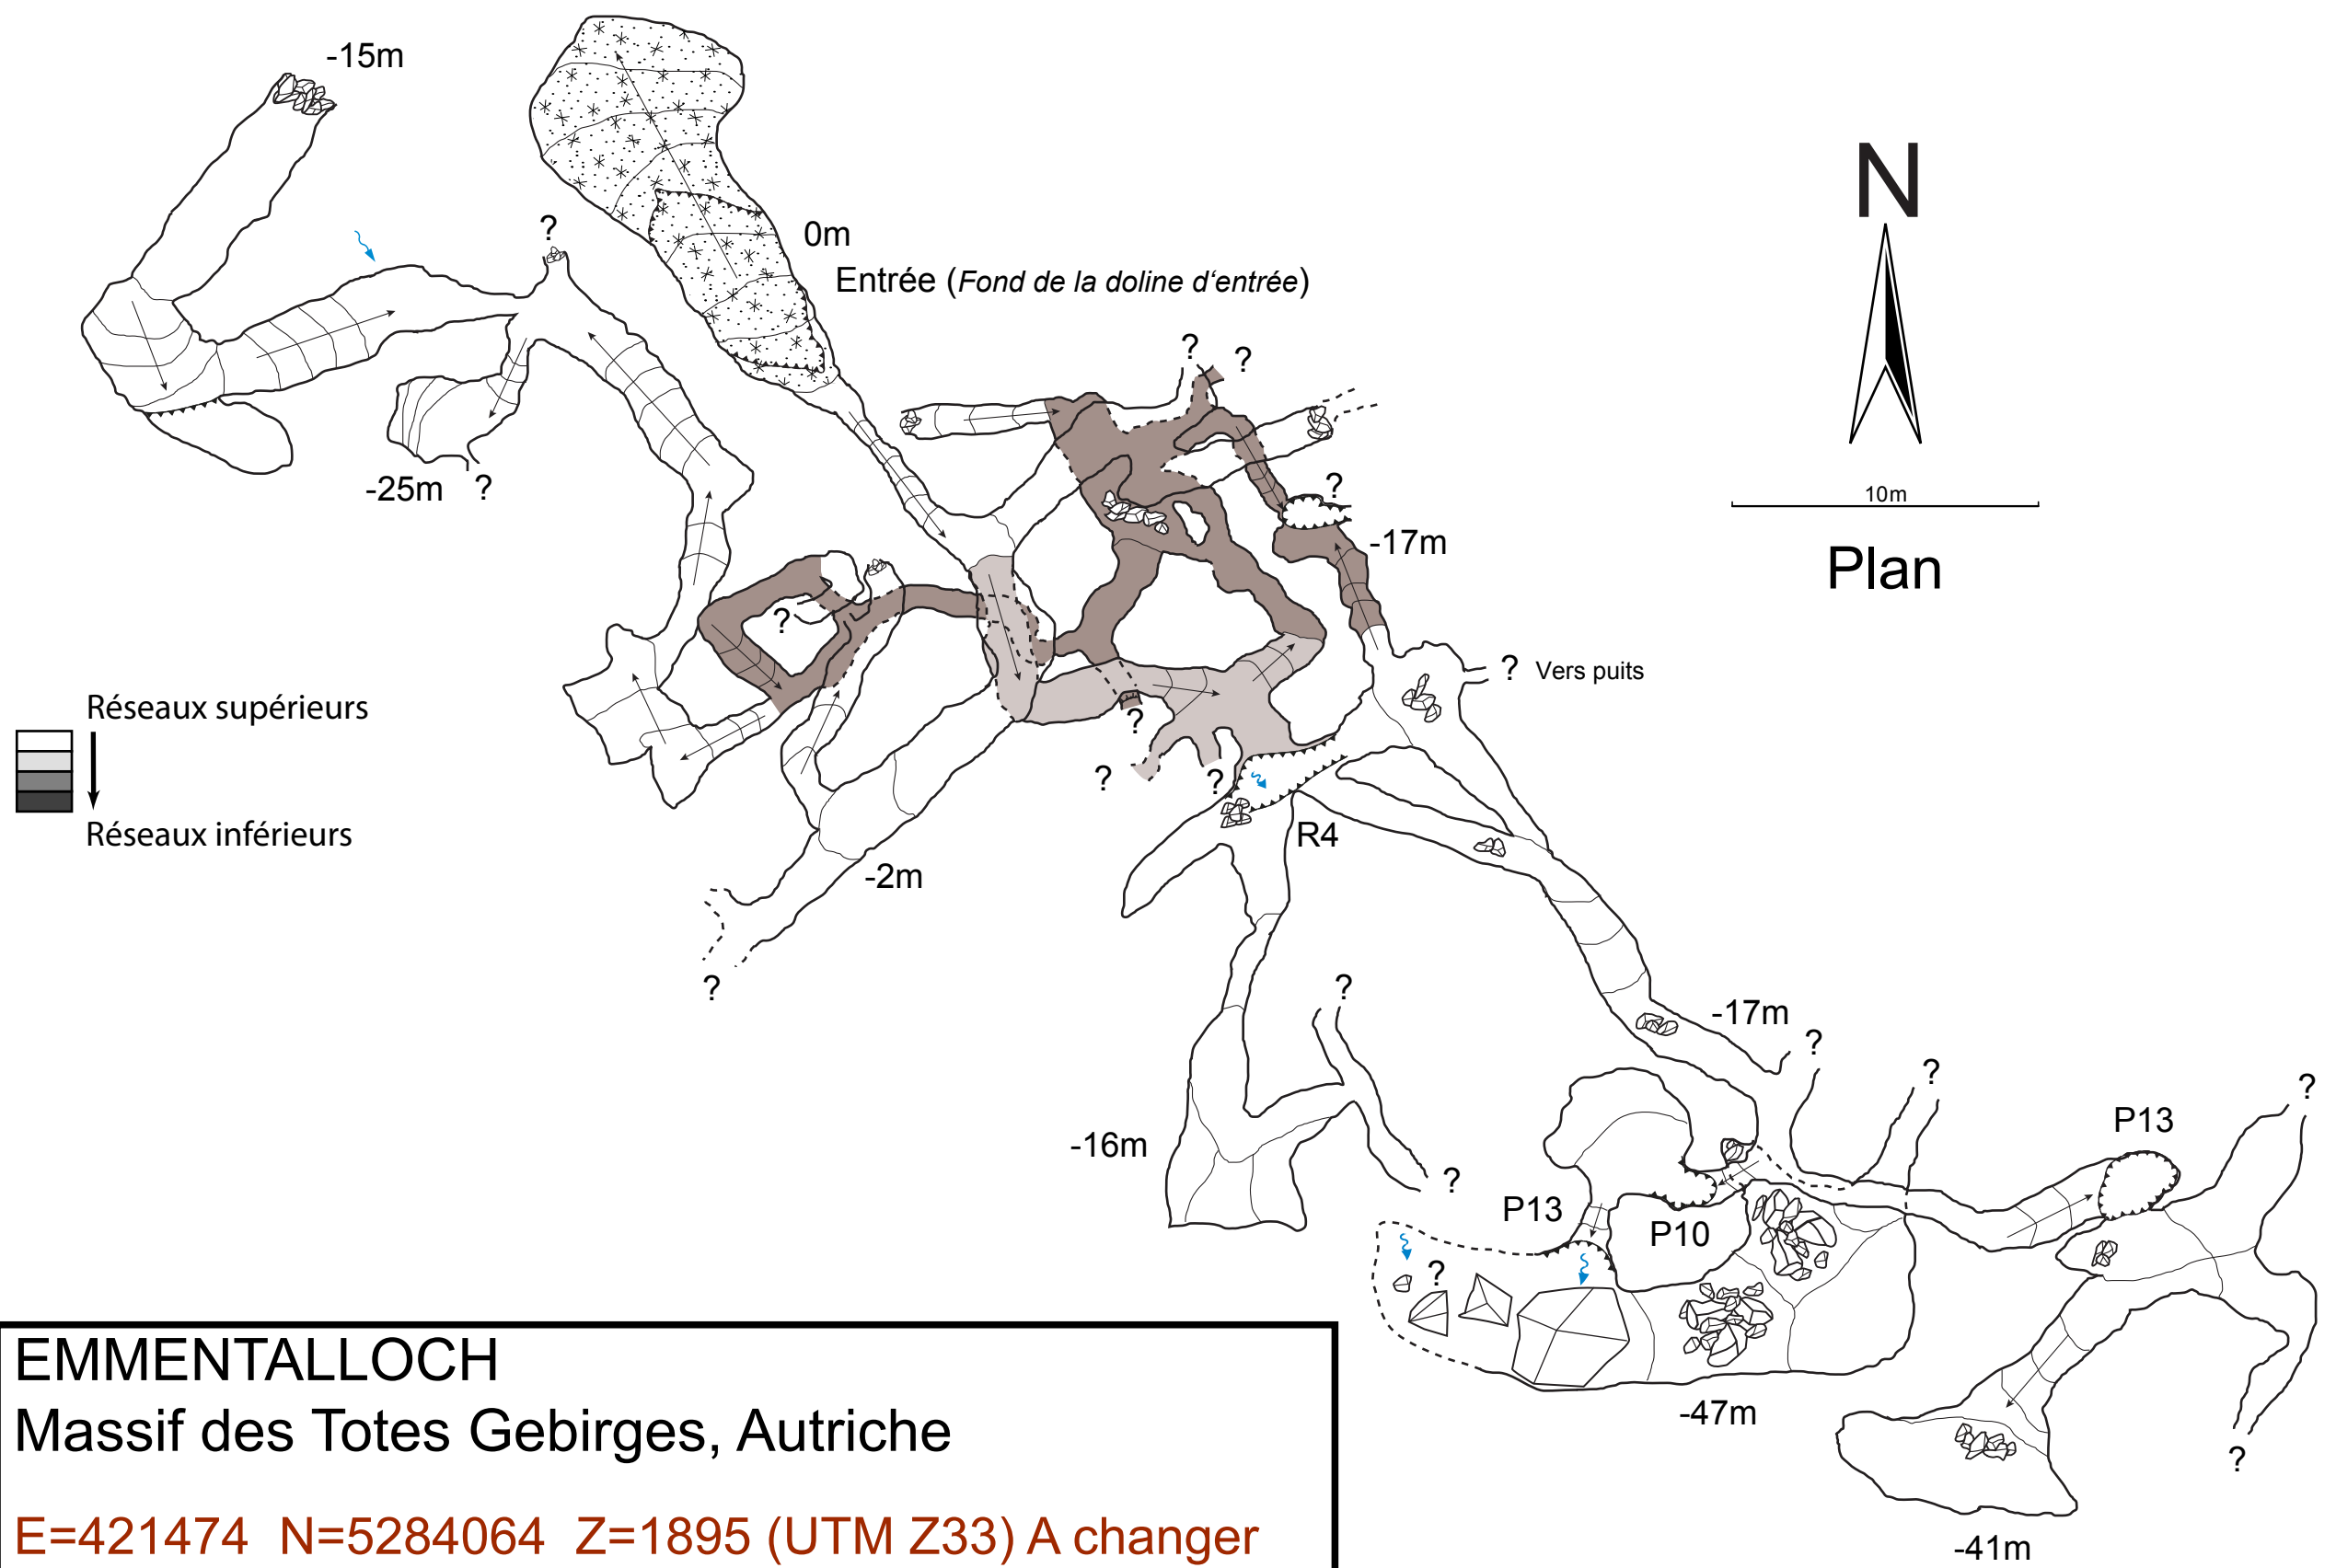 -15m
N
?
0m
Entrée (Fond de la doline d'entrée)
?
?
10m
-25m
?
?
-17m
Plan
?
? Vers puits
Réseaux supérieurs
?
?
?
R4
Réseaux inférieurs
-2m
?
?
-17m
?
?
?
P13
-16m
?
P13
P10
?
-47m
?
-41m
EMMENTALLOCH
Massif des Totes Gebirges, Autriche
E=421474 N=5284064 Z=1895 (UTM Z33) A changer